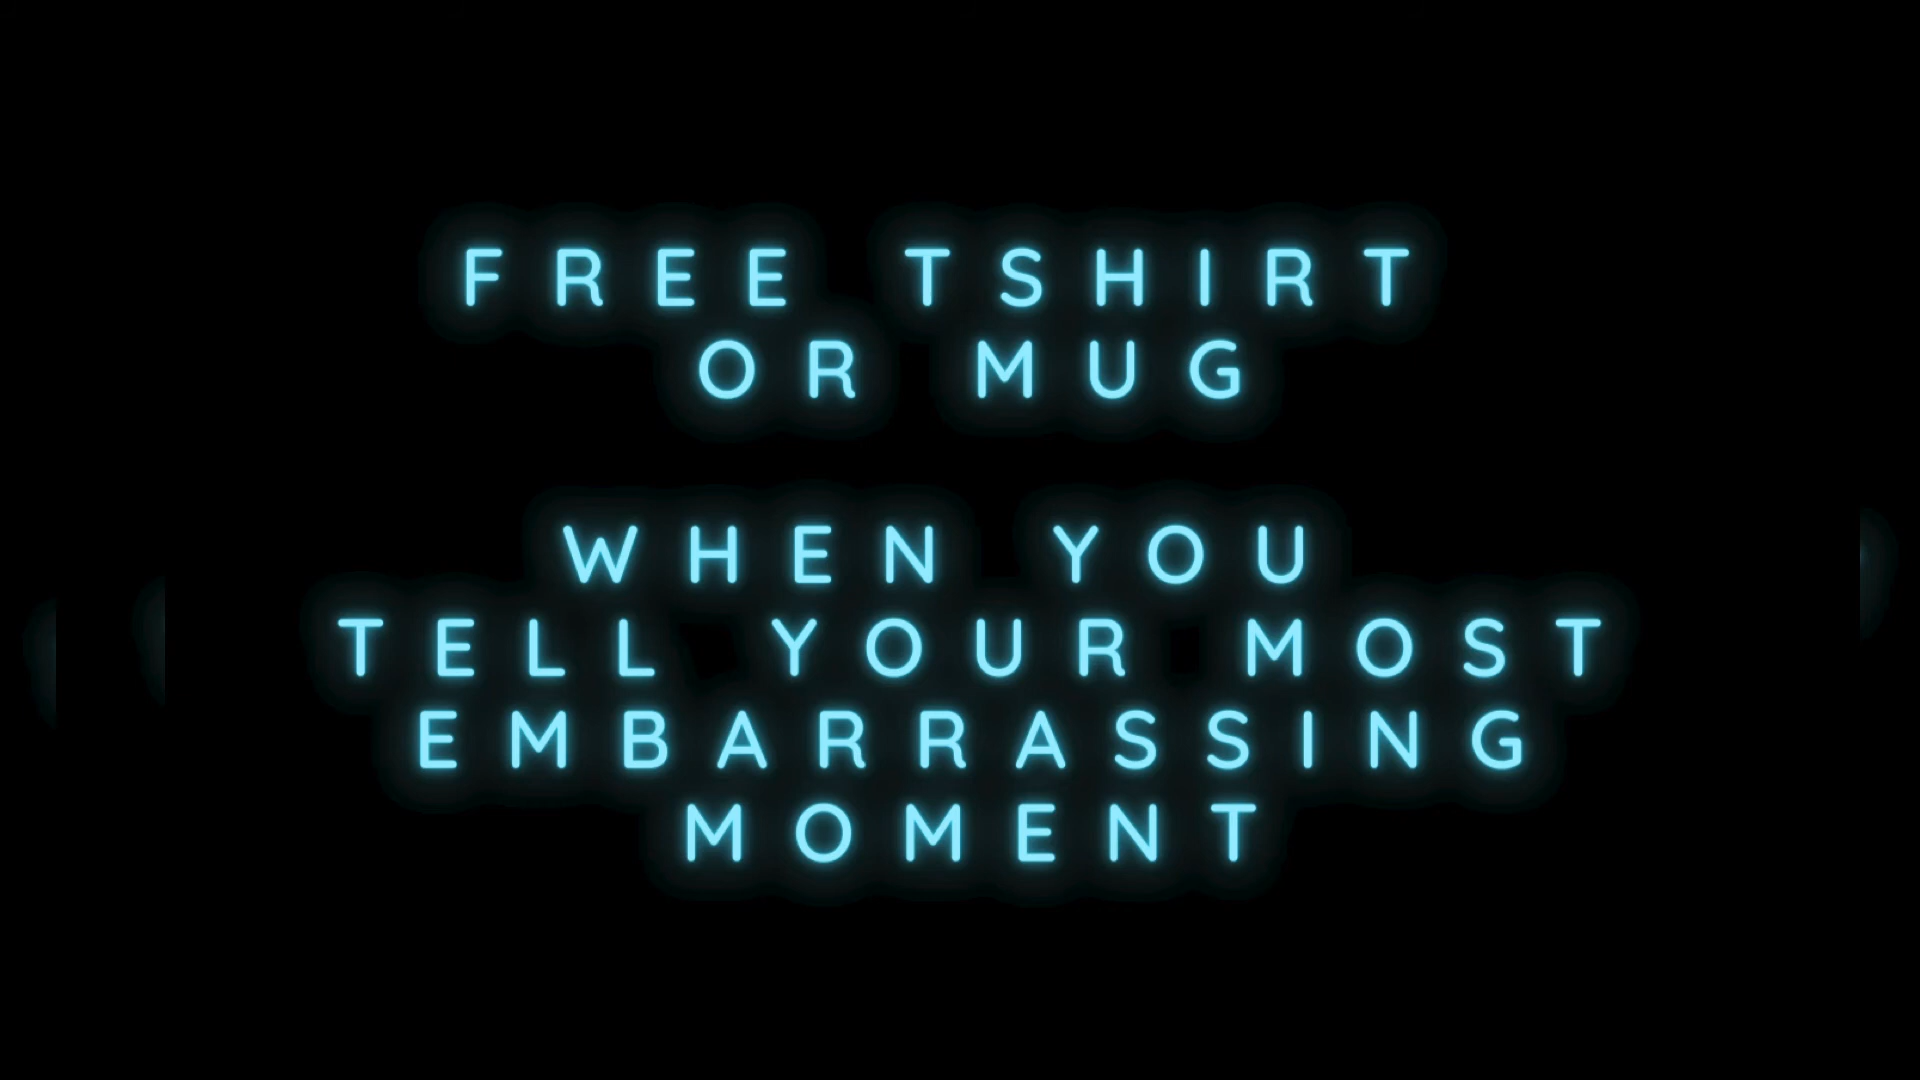 FREE TSHIRT
OR MUG
WHEN YOU
TELL YOUR MOST
EMBARRASSING
MOMENT